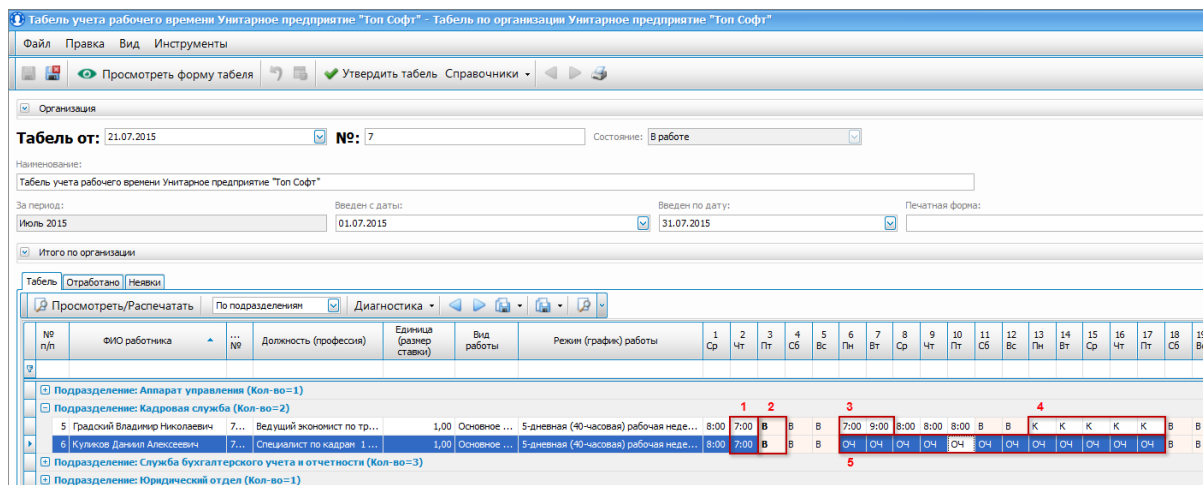 Табель учета рабочего времени Унитарное предприятие "Топ Софт" - Табель по организации Унитарное предприятие "Топ Софт"
Файл Правка Вид Инструменты
Просмотреть форму табеля Утвердить табель Справочники
Организация
Табель от: 21.07.2015 №: 7 Состояние: В работе
Наименование:
Табель учета рабочего времени Унитарное предприятие "Топ Софт"
За период: Введен с даты: Введен по дату: Печатная форма:
Июль 2015 01.07.2015 31.07.2015
Итого по организации
Табель Отработано Неявки
Просмотреть/Распечатать По подразделениям Диагностика
№ п/п ФИО работника ... № Должность (профессия) Единица (размер ставки) Вид работы Режим (график) работы 1 Ср 2 Чт 3 Пт 4 Сб 5 Вс 6 Пн 7 Вт 8 Ср 9 Чт 10 Пт 11 Сб 12 Вс 13 Пн 14 Вт 15 Ср 16 Чт 17 Пт 18 Сб 19
Подразделение: Аппарат управления (Кол-во=1)
Подразделение: Кадровая служба (Кол-во=2) 1 2 3 4
5 Градский Владимир Николаевич 7... Ведущий экономист по тр... 1,00 Основное ... 5-дневная (40-часовая) рабочая неде... 8:00 7:00 В В В 7:00 9:00 8:00 8:00 8:00 В В К К К К К В В
6 Куликов Даниил Алексеевич 7... Специалист по кадрам 1 ... 1,00 Основное ... 5-дневная (40-часовая) рабочая неде... 8:00 7:00 В В В ОЧ ОЧ ОЧ ОЧ ОЧ ОЧ ОЧ ОЧ ОЧ ОЧ ОЧ ОЧ В В
Подразделение: Служба бухгалтерского учета и отчетности (Кол-во=3) 5
Подразделение: Юридический отдел (Кол-во=1)